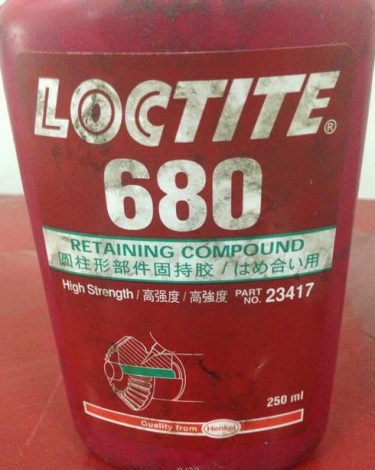 LOCTITE®
680
RETAINING COMPOUND
圆柱形部件固持胶 / はめ合い用
High Strength / 高强度 / 高強度 PART NO. 23417
250 ml
Quality from Henkel